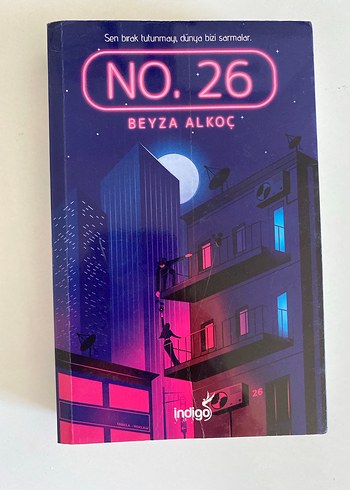 Sen bırak tutunmayı, dünya bizi sarmalar.
NO. 26
BEYZA ALKOÇ
26
indigo